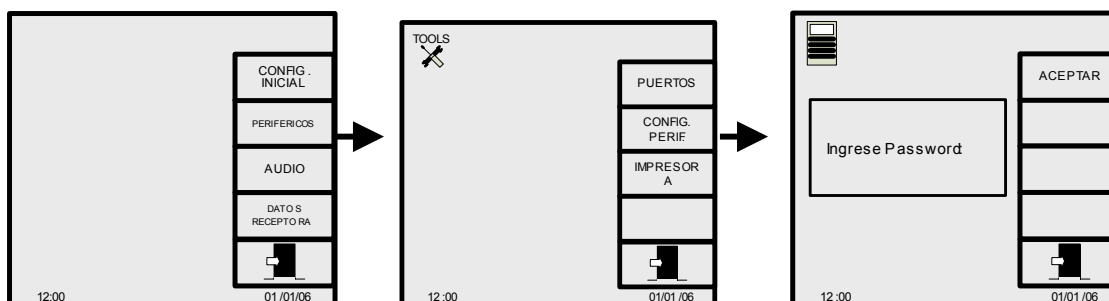 CONFIG.
INICIAL
PERIFERICOS
AUDIO
DATOS
RECEPTORA
12:00
01/01/06
TOOLS
PUERTOS
CONFIG.
PERIF.
IMPRESOR
A
12:00
01/01/06
Ingrese Password:
ACEPTAR
12:00
01/01/06